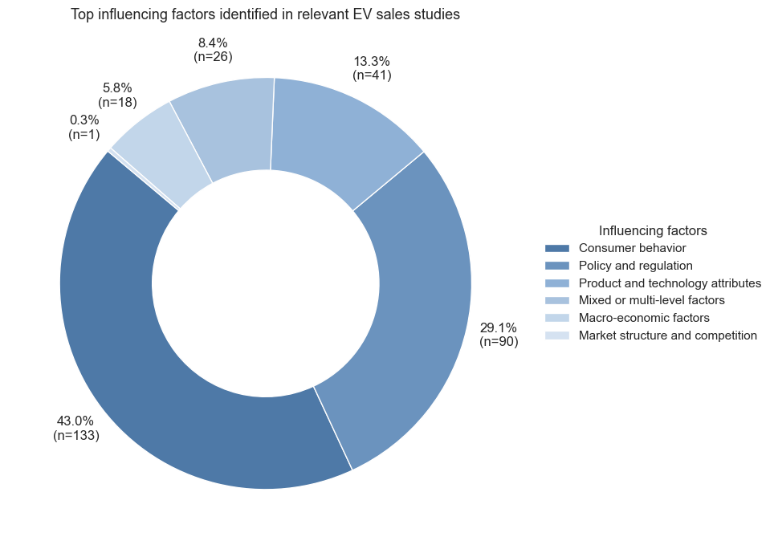 Top influencing factors identified in relevant EV sales studies
8.4%
(n=26)
13.3%
(n=41)
5.8%
(n=18)
0.3%
(n=1)
29.1%
(n=90)
43.0%
(n=133)
Influencing factors
Consumer behavior
Policy and regulation
Product and technology attributes
Mixed or multi-level factors
Macro-economic factors
Market structure and competition